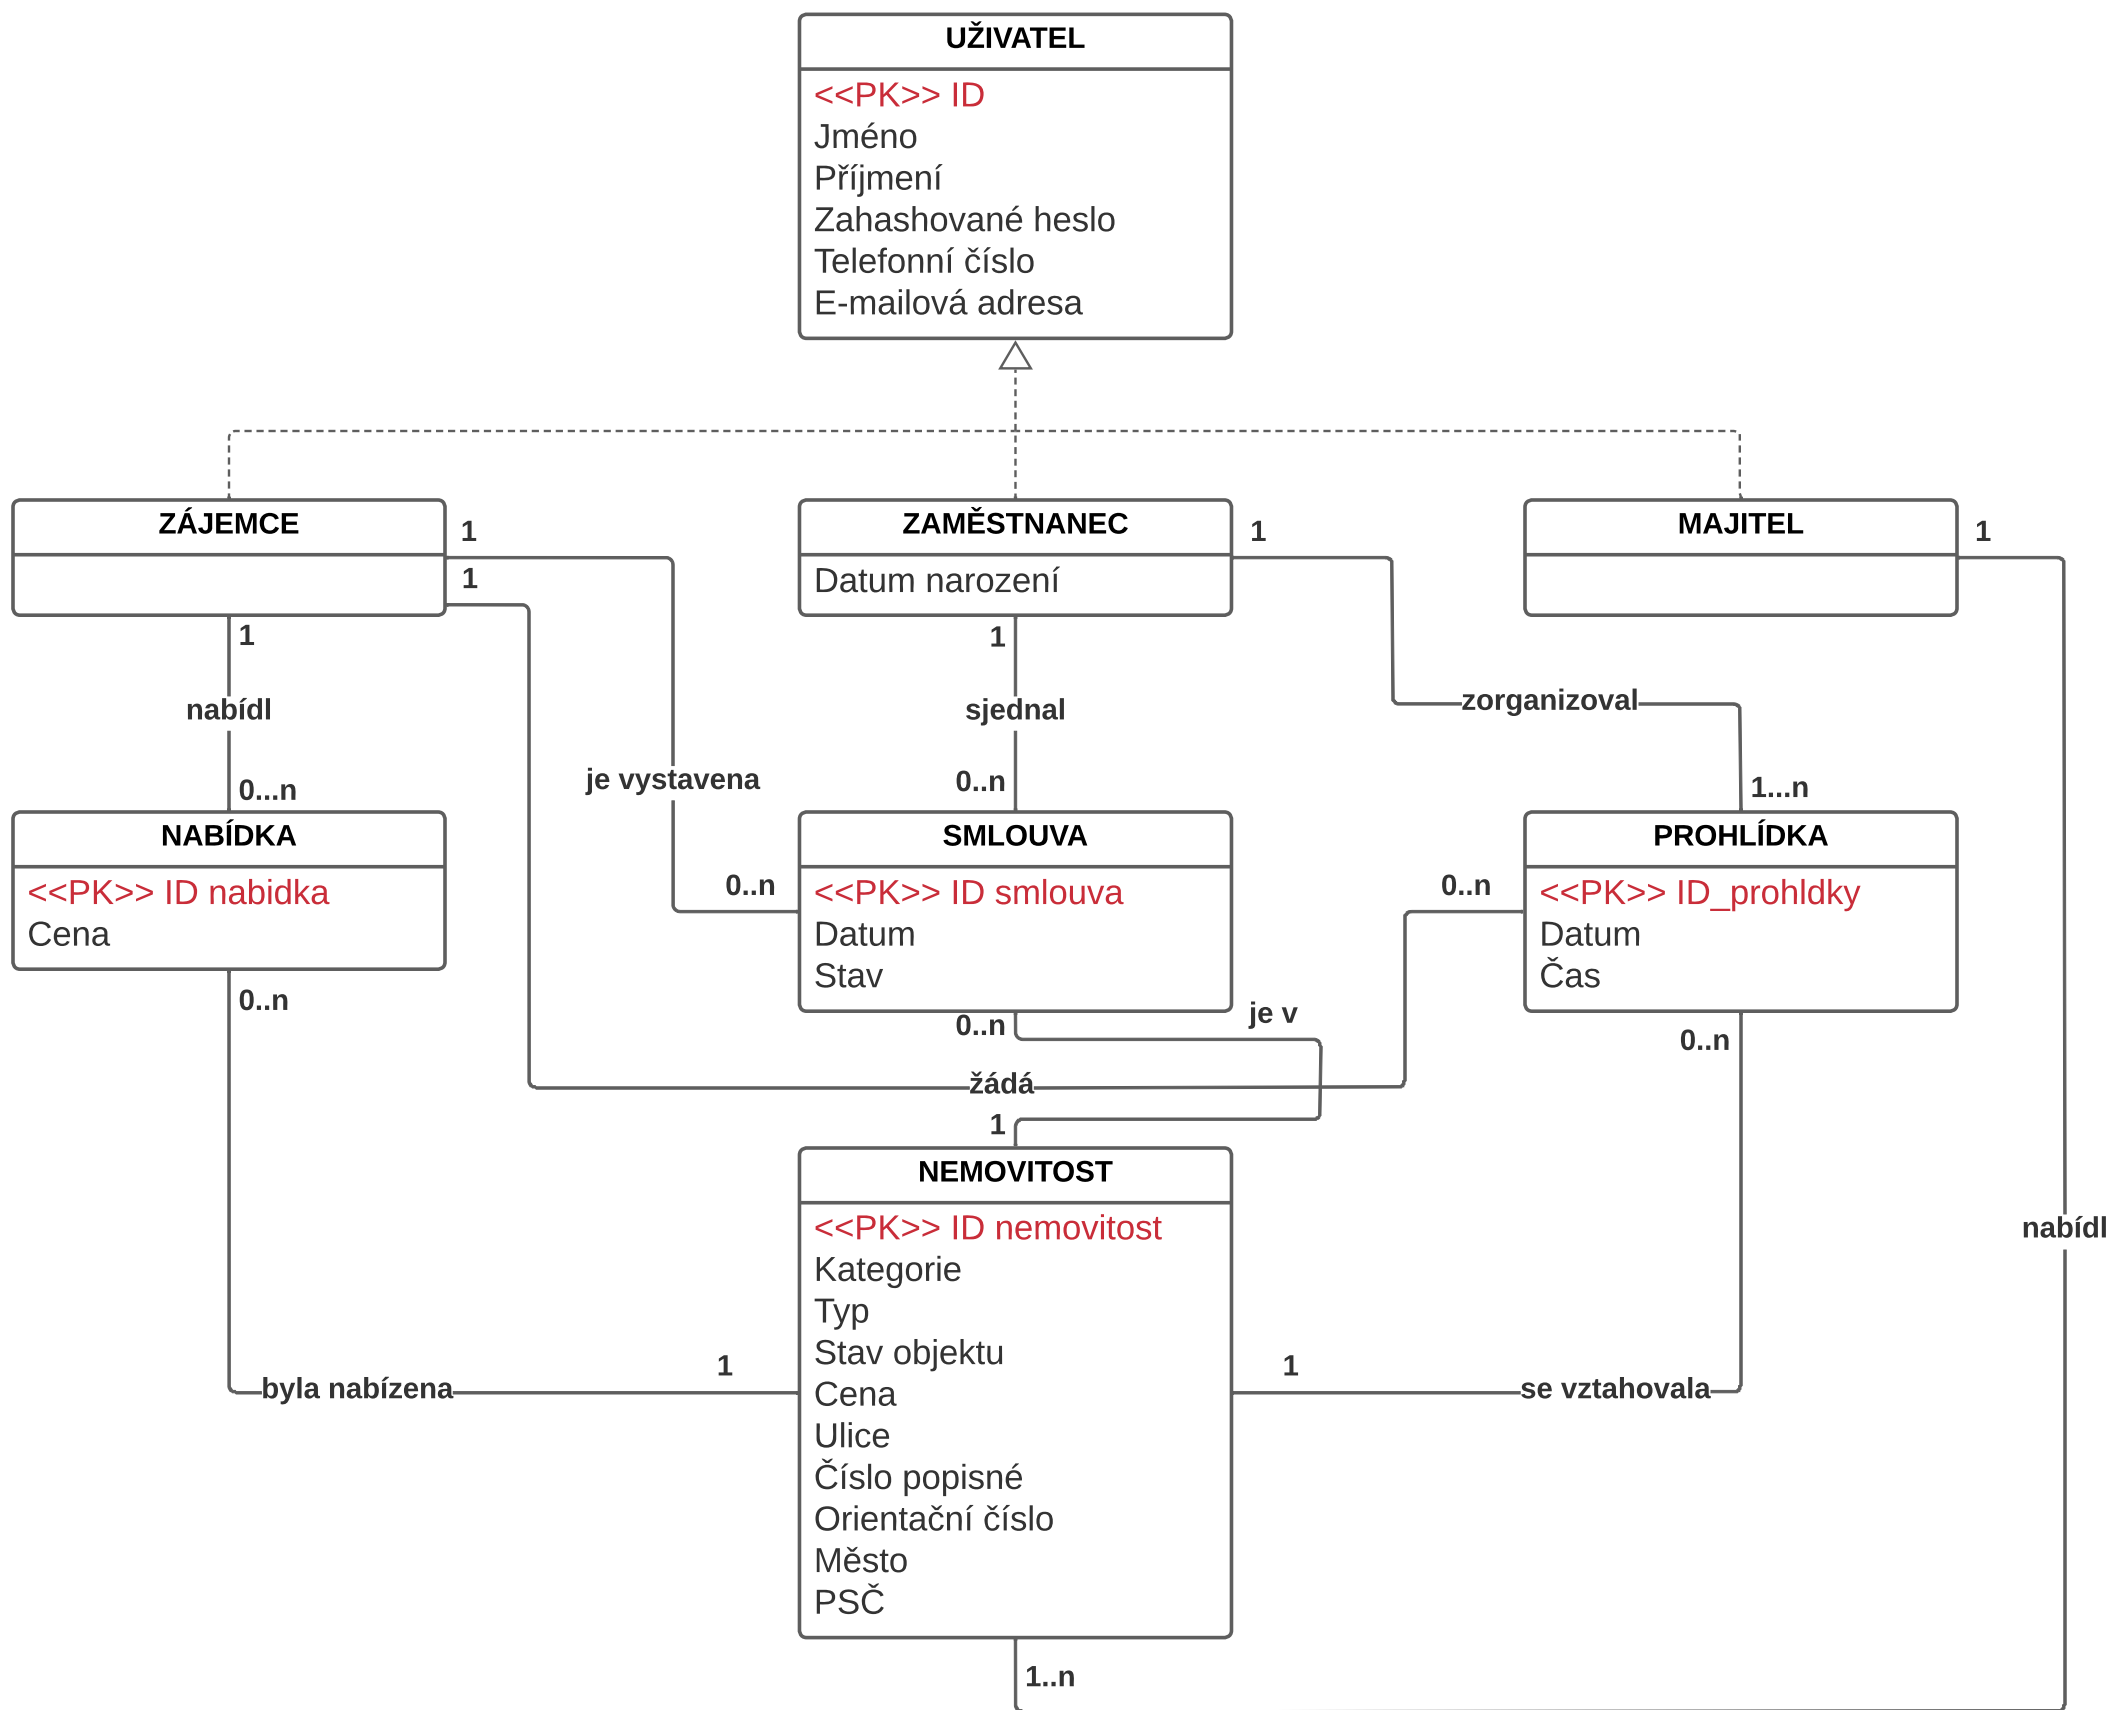 UŽIVATEL
<<PK>> ID
Jméno
Příjmení
Zahashované heslo
Telefonní číslo
E-mailová adresa
ZÁJEMCE
1
1
1
ZAMĚSTNANEC
Datum narození
1
1
MAJITEL
1
nabídl
sjednal
zorganizoval
je vystavena
0...n
0..n
1...n
NABÍDKA
<<PK>> ID nabidka
Cena
0..n
0..n
SMLOUVA
<<PK>> ID smlouva
Datum
Stav
0..n
je v
0..n
PROHLÍDKA
<<PK>> ID_prohldky
Datum
Čas
0..n
žádá
1
NEMOVITOST
<<PK>> ID nemovitost
Kategorie
Typ
Stav objektu
Cena
Ulice
Číslo popisné
Orientační číslo
Město
PSČ
byla nabízena
1
1
se vztahovala
nabídl
1..n